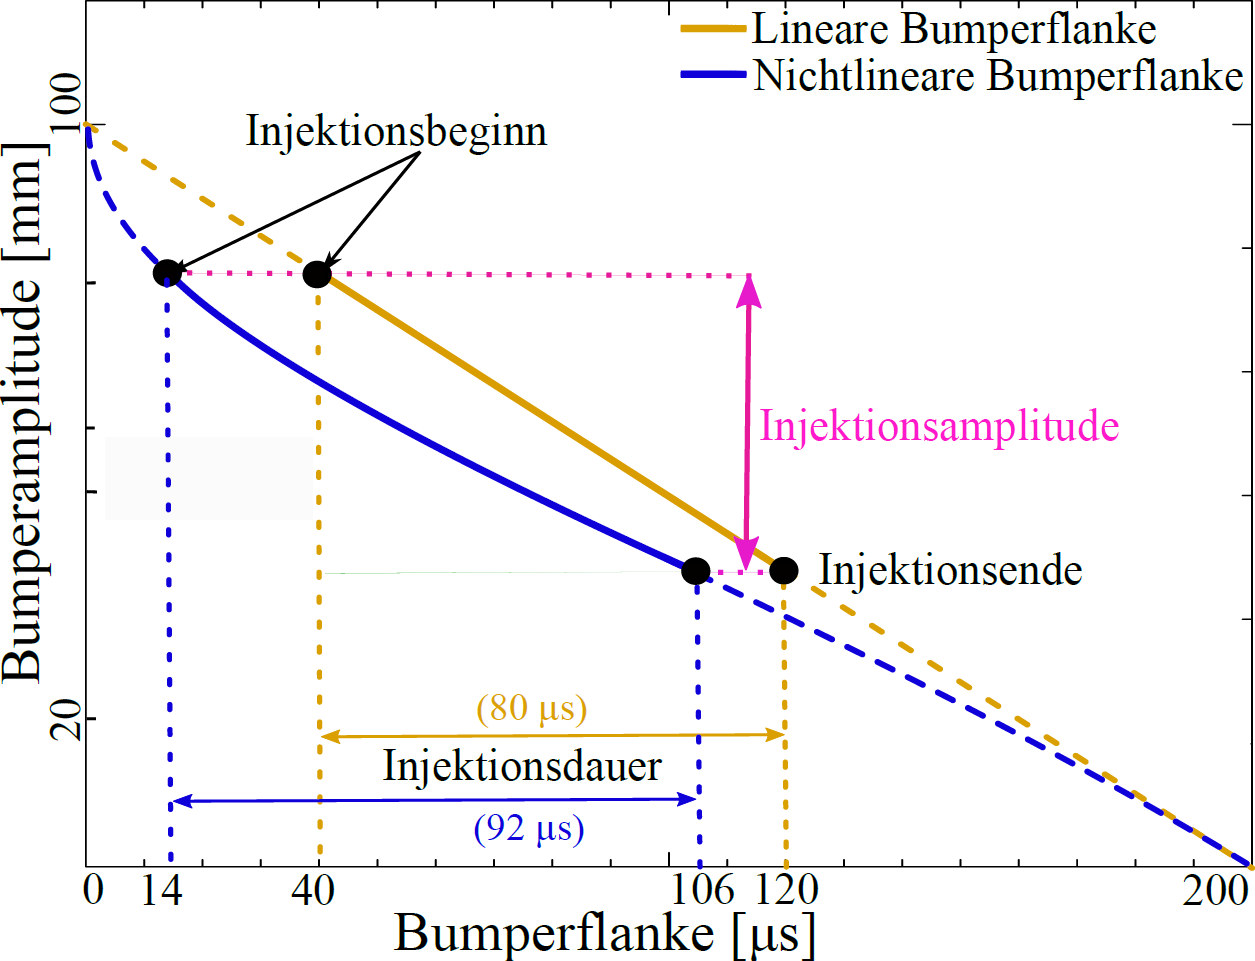 Lineare Bumperflanke
Nichtlineare Bumperflanke
100
Injektionsbeginn
Bumperamplitude [mm]
Injektionsamplitude
Injektionsende
20
(80 µs)
Injektionsdauer
(92 µs)
0 14 40 106 120 200
Bumperflanke [µs]